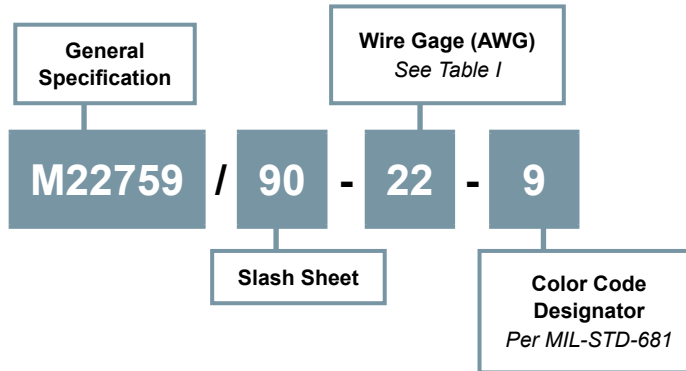 General
Specification
Wire Gage (AWG)
See Table I
M22759 / 90 - 22 - 9
Slash Sheet
Color Code
Designator
Per MIL-STD-681